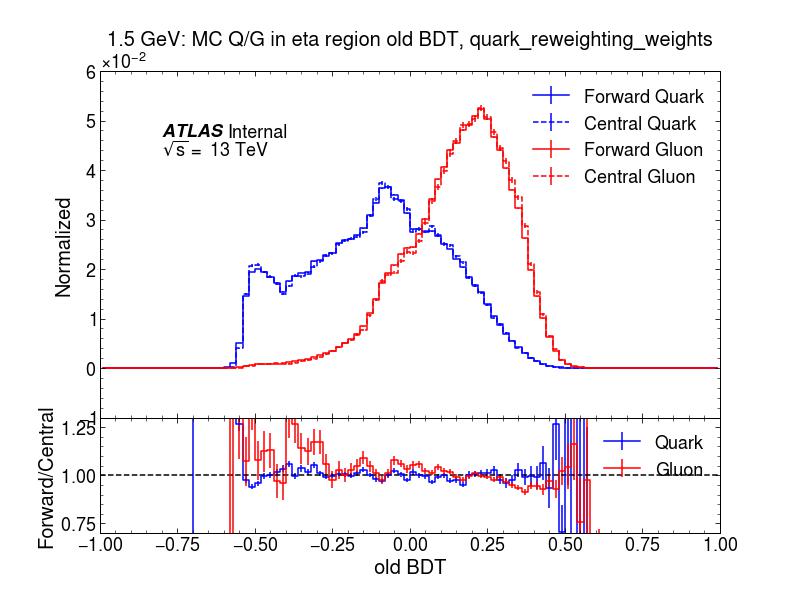 1.5 GeV: MC Q/G in eta region old BDT, quark_reweighting_weights
×10⁻²
6
5
4
3
2
1
0
−1
Normalized
ATLAS Internal
√s = 13 TeV
Forward Quark
Central Quark
Forward Gluon
Central Gluon
1.25
1.00
0.75
Forward/Central
Quark
Gluon
−1.00 −0.75 −0.50 −0.25 0.00 0.25 0.50 0.75 1.00
old BDT